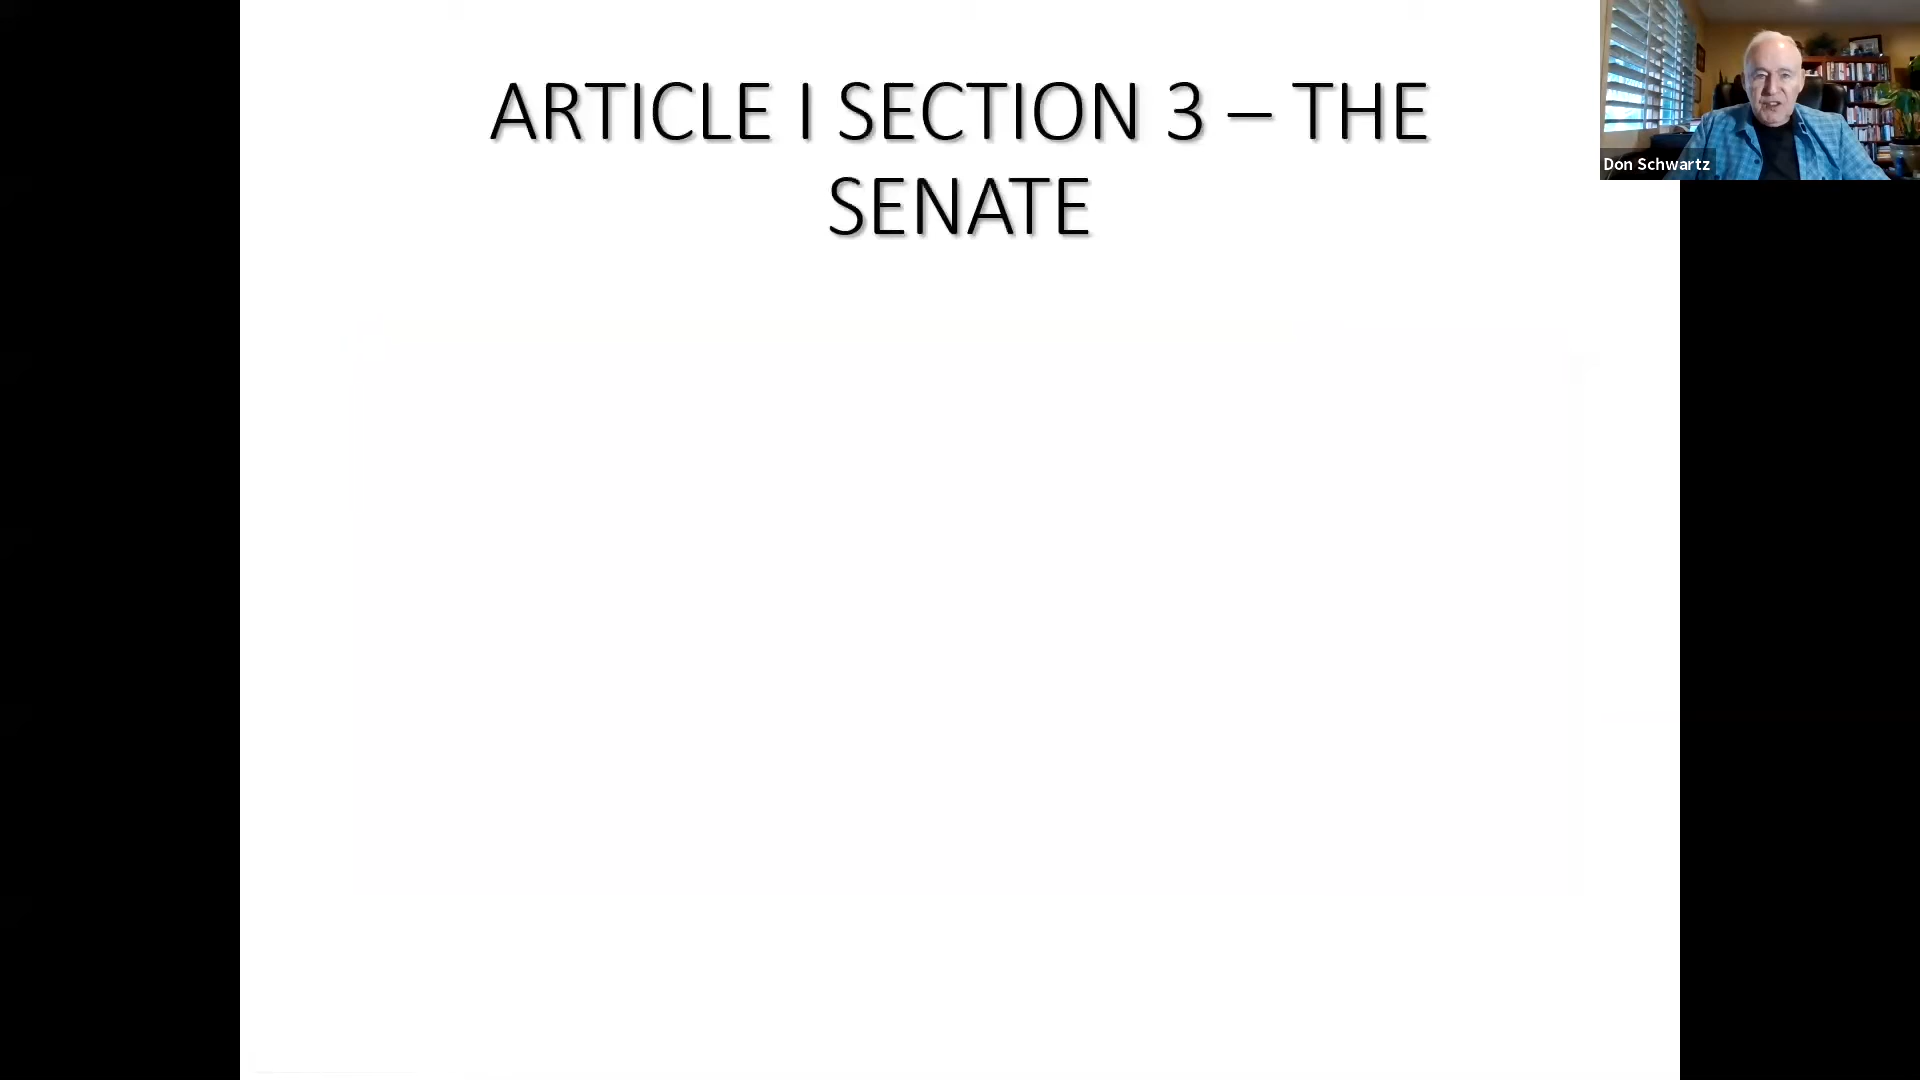 ARTICLE I SECTION 3 – THE
SENATE
Don Schwartz